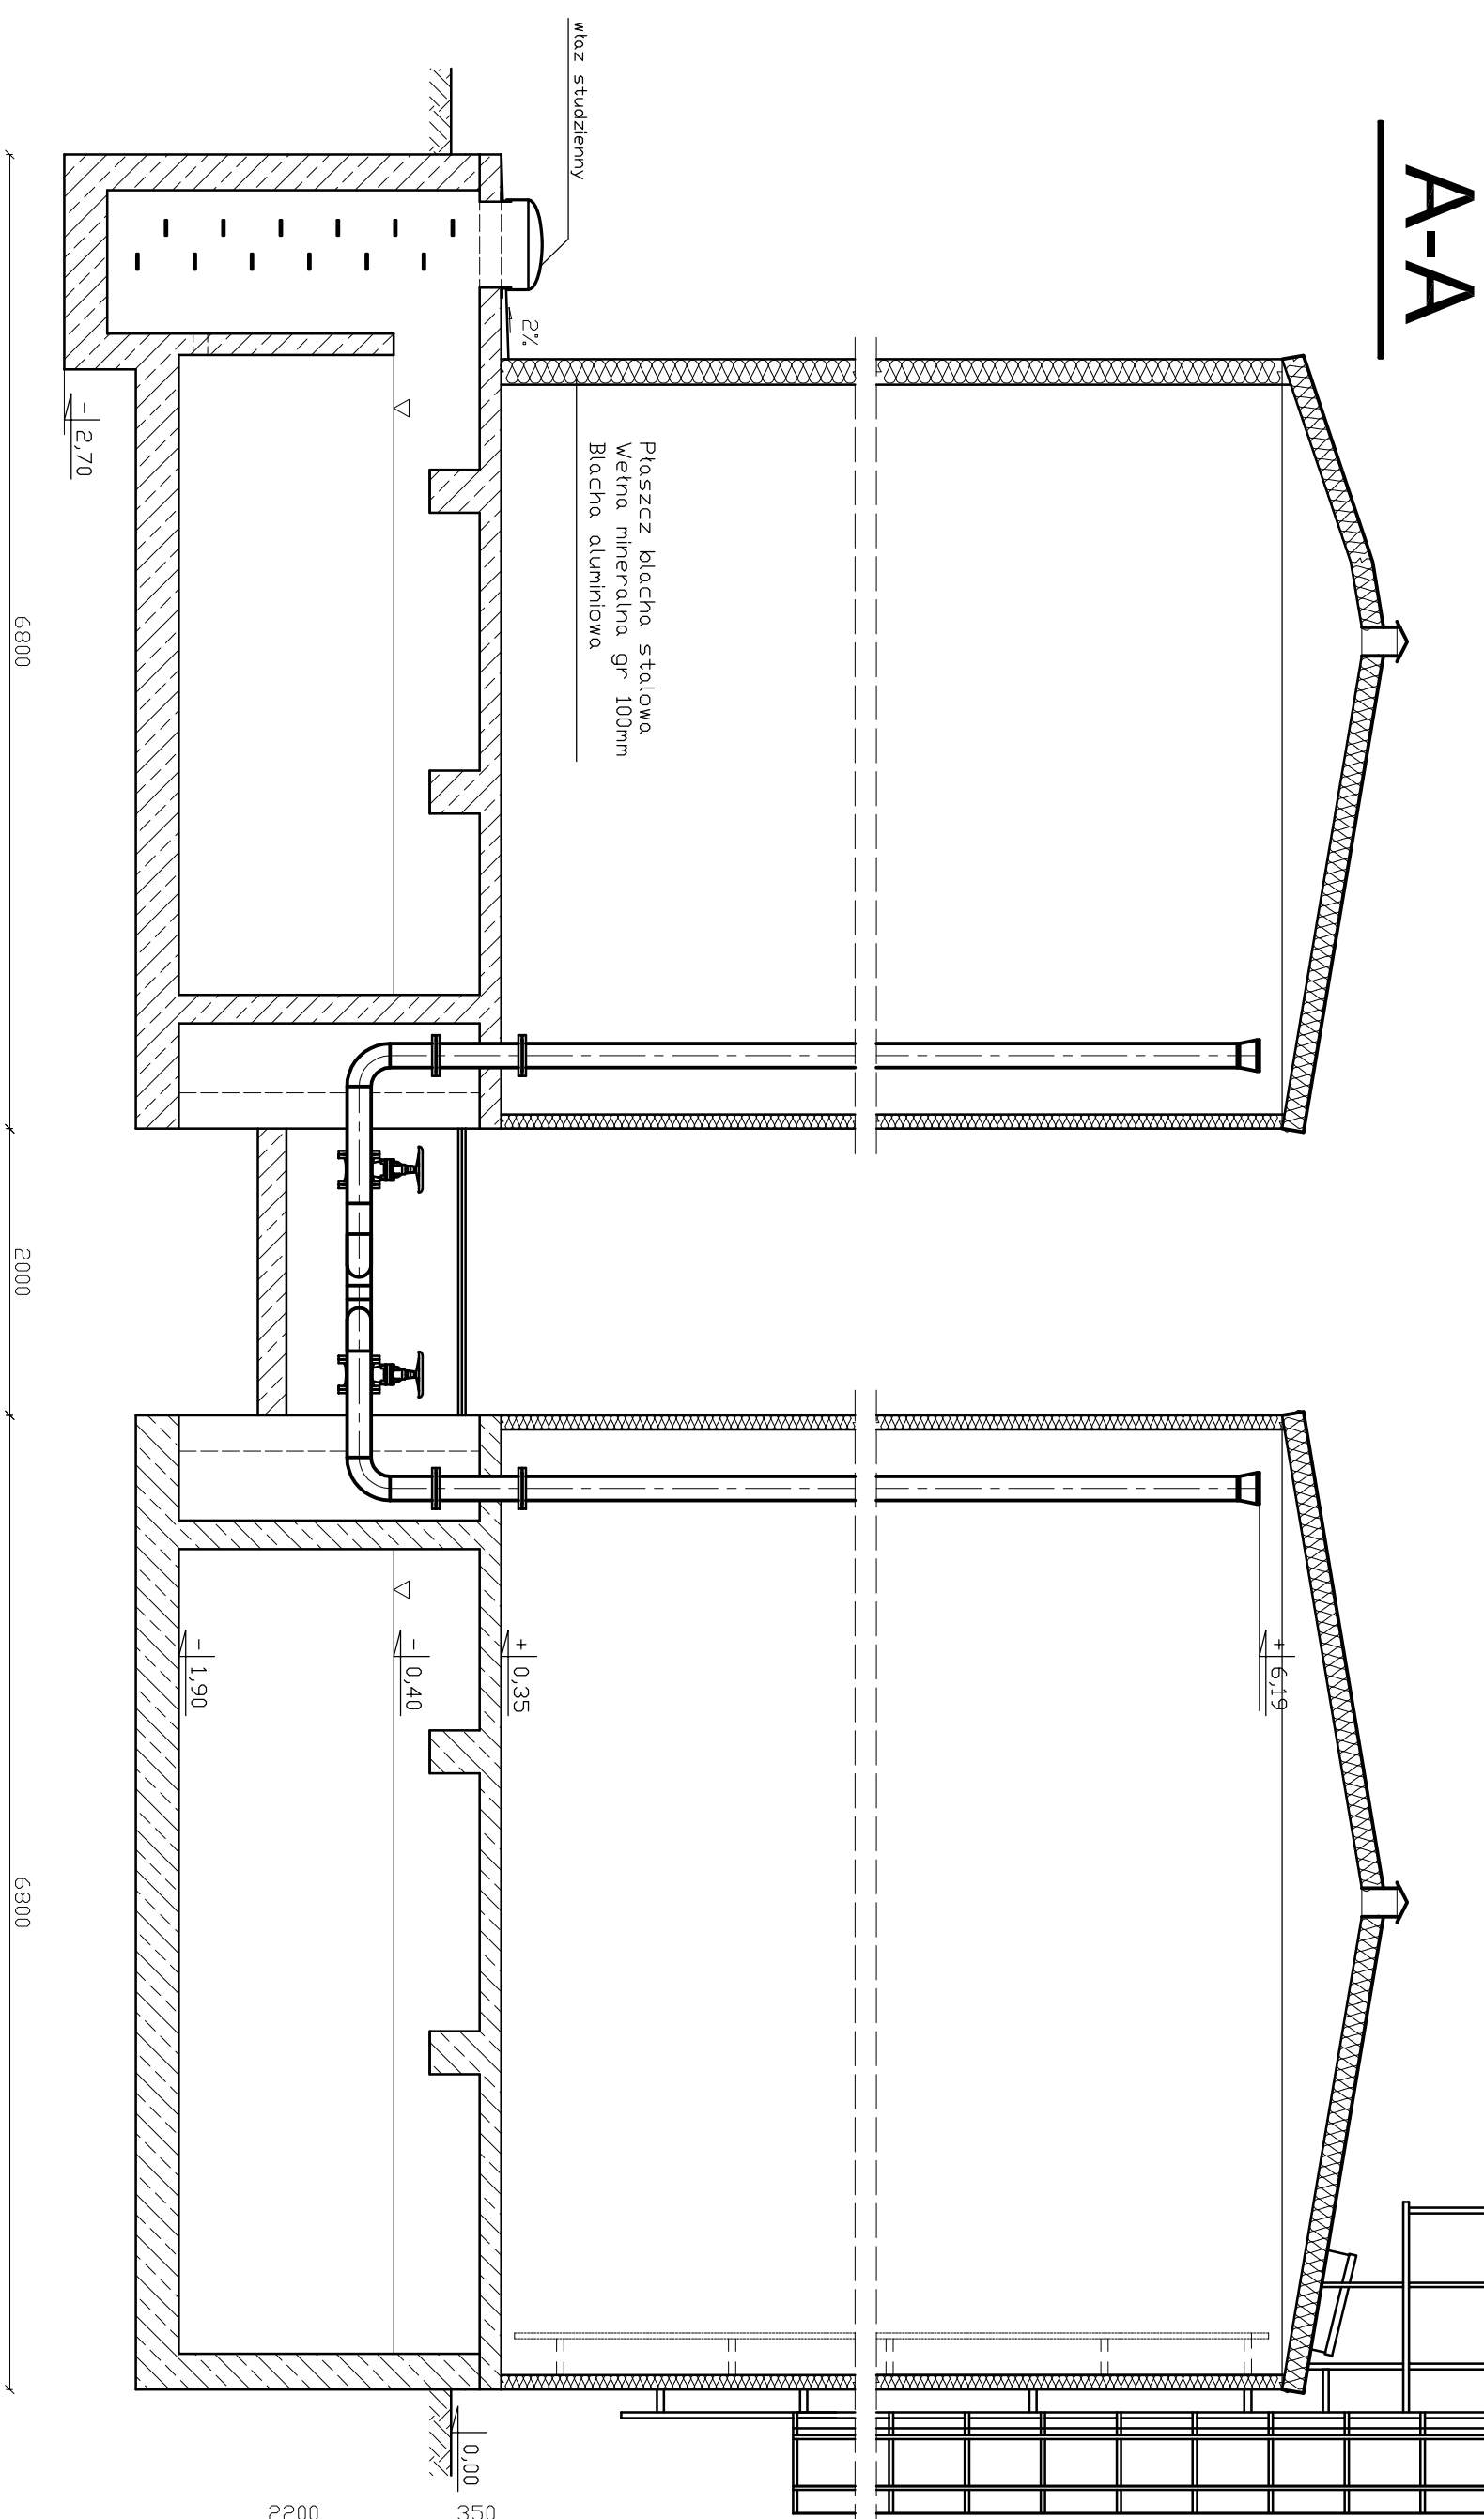 A-A
właz studzienny
2%
Płaszcz blacha stalowa
Wełna mineralna gr 100mm
Blacha aluminiowa
+ 6,19
+ 0,35
- 0,40
- 1,90
- 2,70
0,00
6800
2000
6800
350
2200